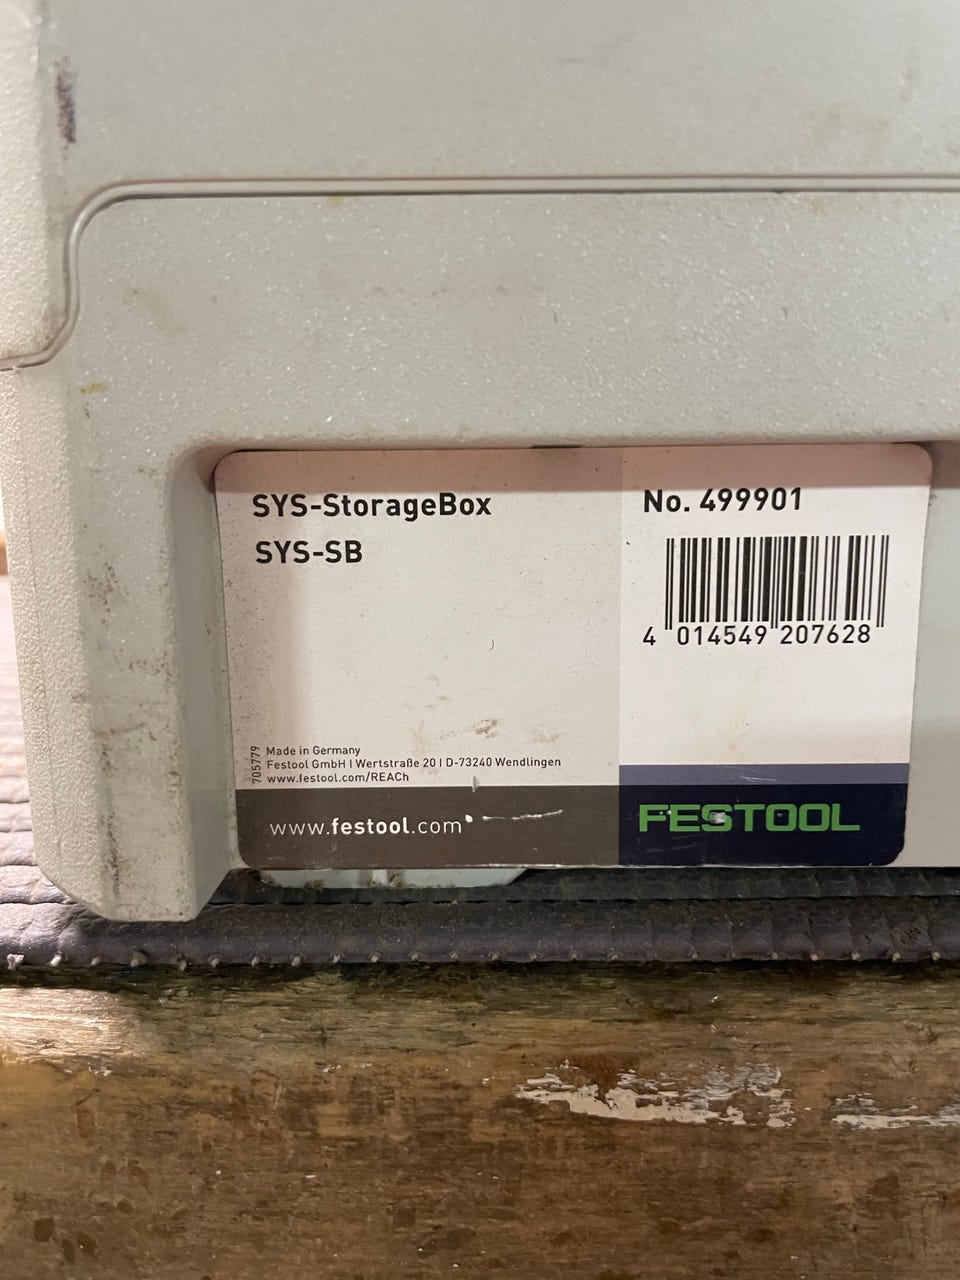 SYS-StorageBox
SYS-SB
No. 499901
4 014549 207628
705779
Made in Germany
Festool GmbH I Wertstraße 20 I D-73240 Wendlingen
www.festool.com/REACh
www.festool.com
FESTOOL